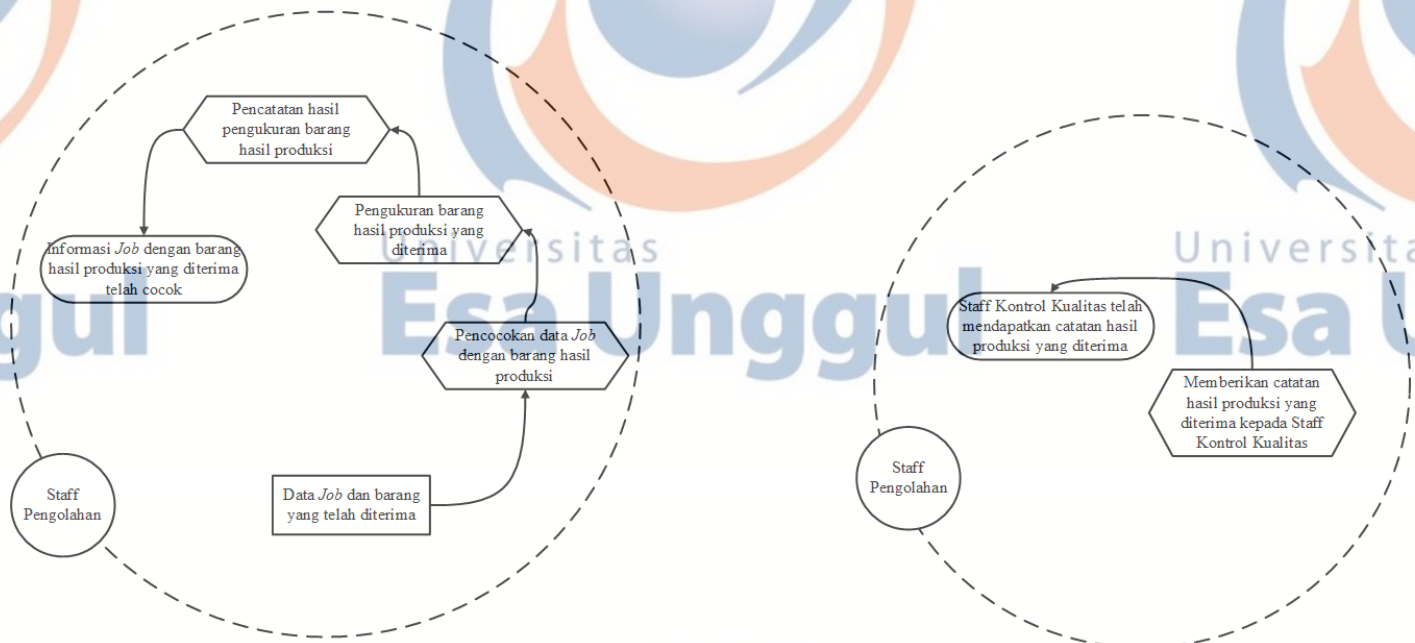 Pencatatan hasil
pengukuran barang
hasil produksi
Pengukuran barang
hasil produksi yang
diterima
Informasi Job dengan barang
hasil produksi yang diterima
telah cocok
Pencocokan data Job
dengan barang hasil
produksi
Data Job dan barang
yang telah diterima
Staff
Pengolahan
Staff Kontrol Kualitas telah
mendapatkan catatan hasil
produksi yang diterima
Memberikan catatan
hasil produksi yang
diterima kepada Staff
Kontrol Kualitas
Staff
Pengolahan
Universitas
Esa Unggul
Universita
Esa U
ggul